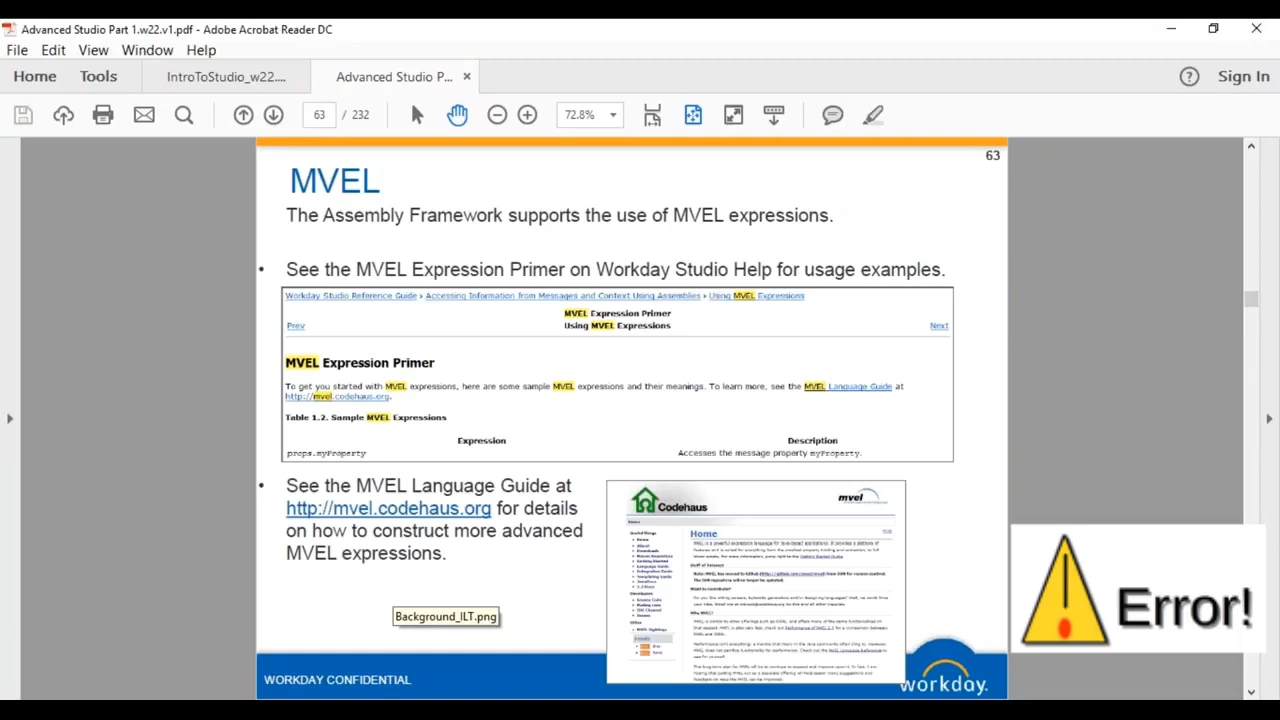 Advanced Studio Part 1.w22.v1.pdf - Adobe Acrobat Reader DC
File Edit View Window Help
Home Tools IntroToStudio_w22.... Advanced Studio P... × Sign In
63 / 232 72.8%
63
MVEL
The Assembly Framework supports the use of MVEL expressions.
• See the MVEL Expression Primer on Workday Studio Help for usage examples.
Workday Studio Reference Guide › Accessing Information from Messages and Context Using Assemblies › Using MVEL Expressions
MVEL Expression Primer
Prev Using MVEL Expressions Next
MVEL Expression Primer
To get you started with MVEL expressions, here are some sample MVEL expressions and their meanings. To learn more, see the MVEL Language Guide at
http://mvel.codehaus.org.
Table 1.2. Sample MVEL Expressions
Expression Description
props.myProperty Accesses the message property myProperty.
• See the MVEL Language Guide at
http://mvel.codehaus.org for details
on how to construct more advanced
MVEL expressions.
Codehaus mvel
Home
Background_ILT.png
Error!
WORKDAY CONFIDENTIAL
workday.